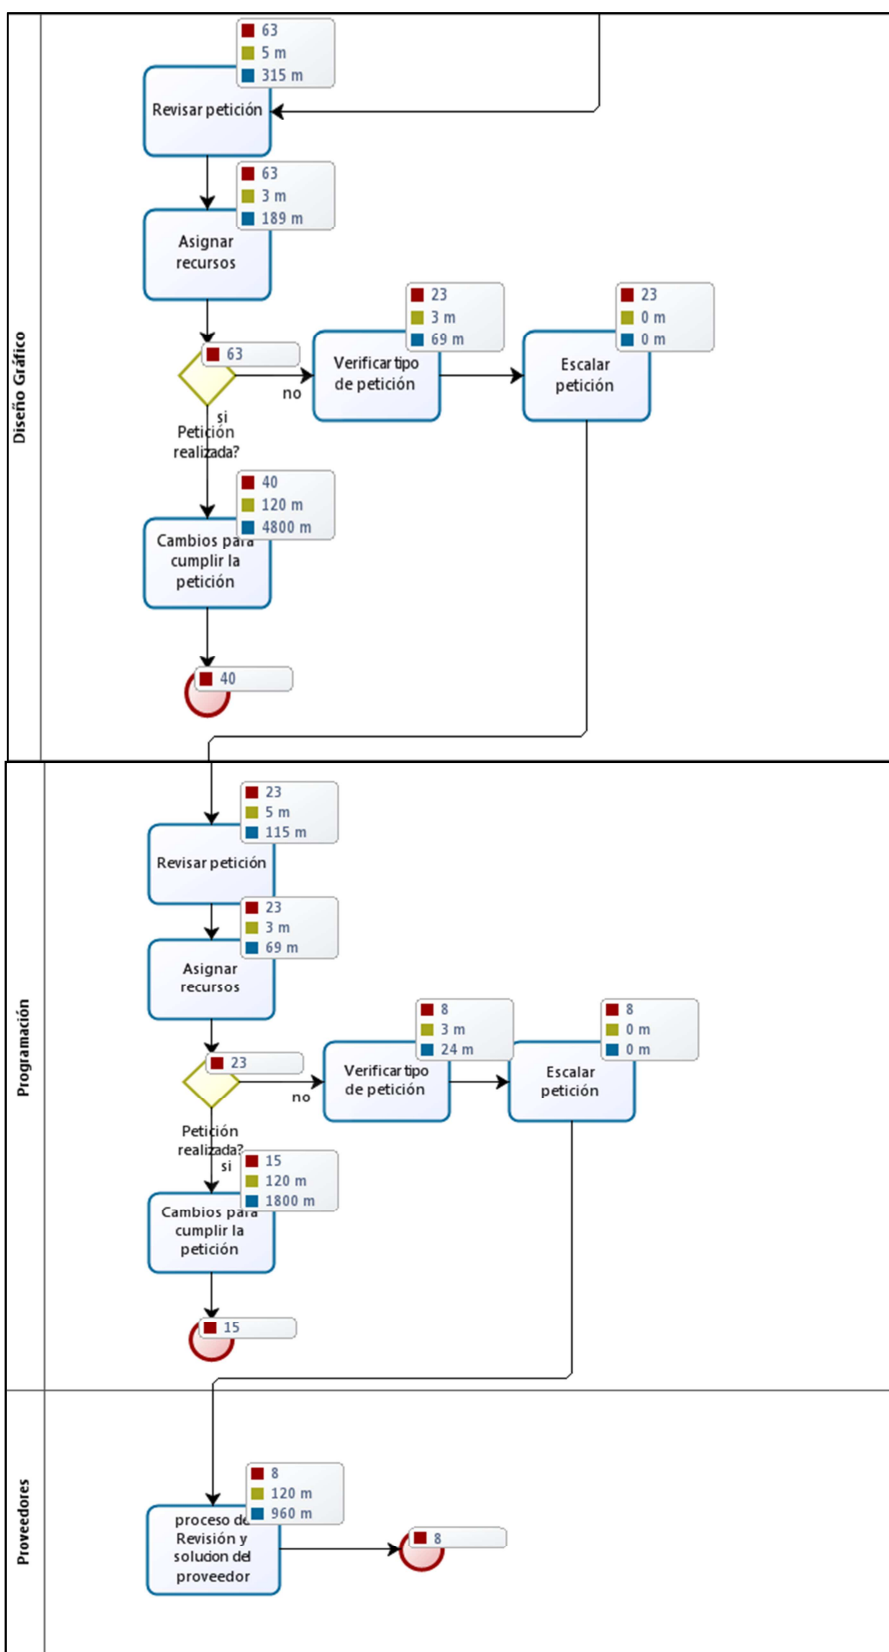 Diseño Gráfico
63
5 m
315 m
Revisar petición
63
3 m
189 m
Asignar
recursos
63
no
si
Petición
realizada?
23
3 m
69 m
Verificar tipo
de petición
23
0 m
0 m
Escalar
petición
40
120 m
4800 m
Cambios para
cumplir la
petición
40
Programación
23
5 m
115 m
Revisar petición
23
3 m
69 m
Asignar
recursos
23
no
Petición
realizada?
si
8
3 m
24 m
Verificar tipo
de petición
8
0 m
0 m
Escalar
petición
15
120 m
1800 m
Cambios para
cumplir la
petición
15
Proveedores
8
120 m
960 m
proceso de
Revisión y
solucion del
proveedor
8